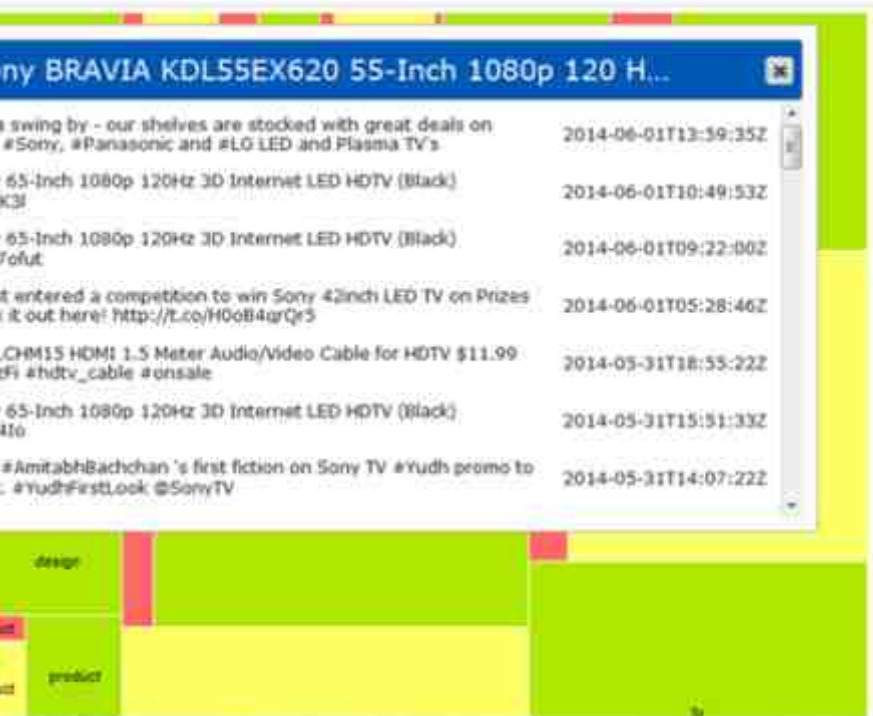 ny BRAVIA KDL55EX620 55-Inch 1080p 120 H...
a swing by - our shelves are stocked with great deals on
#Sony, #Panasonic and #LG LED and Plasma TV's
2014-06-01T13:59:35Z
65-Inch 1080p 120Hz 3D Internet LED HDTV (Black)
K3l
2014-06-01T10:49:53Z
65-Inch 1080p 120Hz 3D Internet LED HDTV (Black)
Tofut
2014-06-01T09:22:00Z
t entered a competition to win Sony 42inch LED TV on Prizes
it out here! http://t.co/H0oB4qrQr5
2014-06-01T05:28:46Z
LCHM15 HDMI 1.5 Meter Audio/Video Cable for HDTV $11.99
zFi #hdtv_cable #onsale
2014-05-31T18:55:22Z
65-Inch 1080p 120Hz 3D Internet LED HDTV (Black)
4Io
2014-05-31T15:51:33Z
#AmitabhBachchan 's first fiction on Sony TV #Yudh promo to
. #YudhFirstLook @SonyTV
2014-05-31T14:07:22Z
design
product